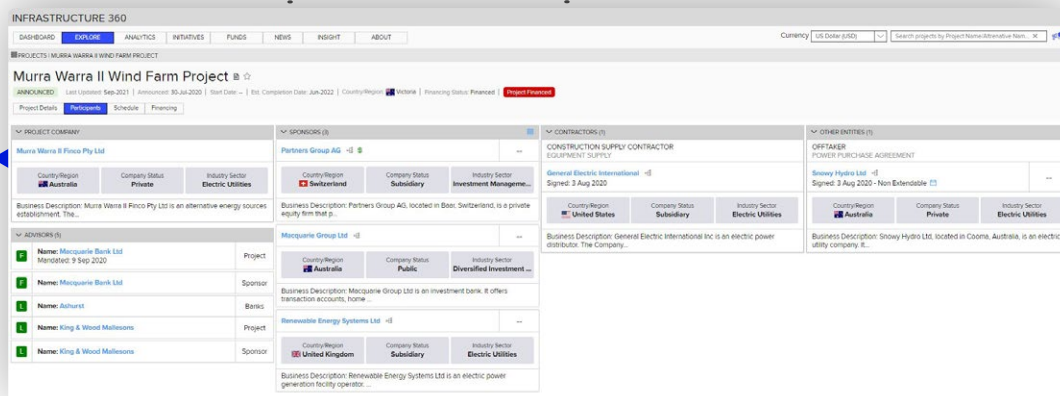 INFRASTRUCTURE 360
DASHBOARD EXPLORE ANALYTICS INITIATIVES FUNDS NEWS INSIGHT ABOUT
Currency US Dollar (USD) Search projects by Project Name/Alternative Nam... ×
PROJECTS | MURRA WARRA II WIND FARM PROJECT
Murra Warra II Wind Farm Project
ANNOUNCED Last Updated: Sep-2021 | Announced: 30-Jul-2020 | Start Date: -- | Est. Completion Date: Jun-2022 | Country/Region: Victoria | Financing Status: Financed | Project Financed
Project Details Participants Schedule Financing
PROJECT COMPANY
Murra Warra II Finco Pty Ltd
Country/Region Company Status Industry Sector
Australia Private Electric Utilities
Business Description: Murra Warra II Finco Pty Ltd is an alternative energy sources
establishment. The...
ADVISORS (5)
F Name: Macquarie Bank Ltd Project
Mandated: 9 Sep 2020
F Name: Macquarie Bank Ltd Sponsor
L Name: Ashurst Banks
L Name: King & Wood Mallesons Project
L Name: King & Wood Mallesons Sponsor
SPONSORS (3)
Partners Group AG $ --
Country/Region Company Status Industry Sector
Switzerland Subsidiary Investment Manageme...
Business Description: Partners Group AG, located in Baar, Switzerland, is a private
equity firm that p...
Macquarie Group Ltd --
Country/Region Company Status Industry Sector
Australia Public Diversified Investment ...
Business Description: Macquarie Group Ltd is an investment bank. It offers
transaction accounts, home ...
Renewable Energy Systems Ltd --
Country/Region Company Status Industry Sector
United Kingdom Subsidiary Electric Utilities
Business Description: Renewable Energy Systems Ltd is an electric power
generation facility operator. ...
CONTRACTORS (1)
CONSTRUCTION SUPPLY CONTRACTOR
EQUIPMENT SUPPLY
General Electric International
Signed: 3 Aug 2020
Country/Region Company Status Industry Sector
United States Subsidiary Electric Utilities
Business Description: General Electric International Inc is an electric power
distributor. The Company...
OTHER ENTITIES (1)
OFFTAKER
POWER PURCHASE AGREEMENT
Snowy Hydro Ltd
Signed: 3 Aug 2020 - Non Extendable --
Country/Region Company Status Industry Sector
Australia Private Electric Utilities
Business Description: Snowy Hydro Ltd, located in Cooma, Australia, is an electric
utility company. It...